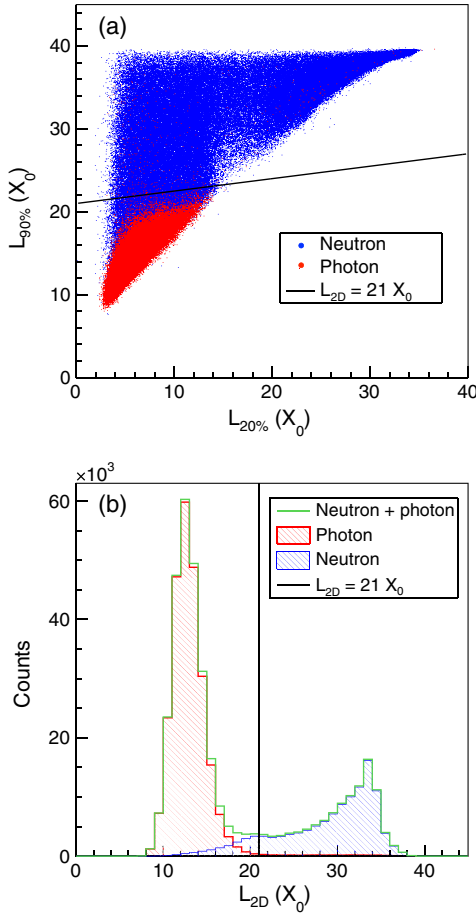 (a)
40
30
20
10
0
L90% (X0)
Neutron
Photon
L2D = 21 X0
0 10 20 30 40
L20% (X0)
×10³
(b)
60
40
20
0
Counts
Neutron + photon
Photon
Neutron
L2D = 21 X0
0 10 20 30 40
L2D (X0)